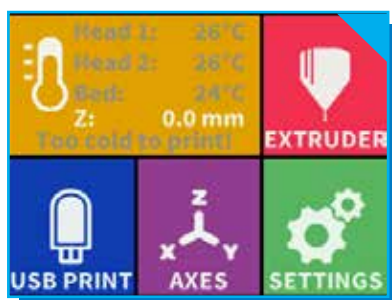 Head 1: 26°C
Head 2: 26°C
Bed: 24°C
Z: 0.0 mm
Too cold to print!
EXTRUDER
USB PRINT
Z
X Y
AXES
SETTINGS